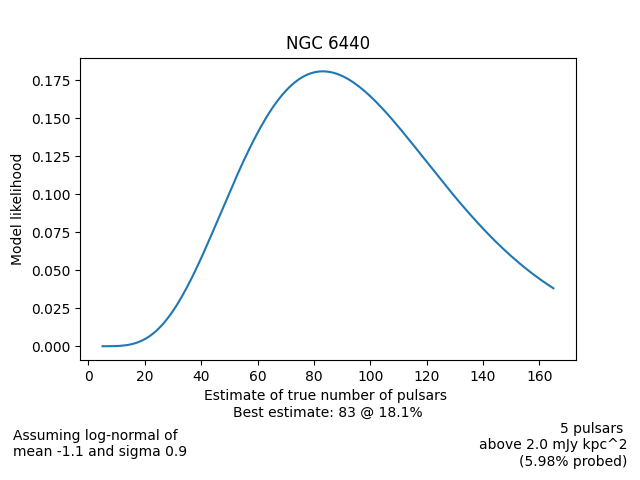 NGC 6440
Model likelihood
0.175
0.150
0.125
0.100
0.075
0.050
0.025
0.000
0 20 40 60 80 100 120 140 160
Estimate of true number of pulsars
Best estimate: 83 @ 18.1%
Assuming log-normal of
mean -1.1 and sigma 0.9
5 pulsars
above 2.0 mJy kpc^2
(5.98% probed)